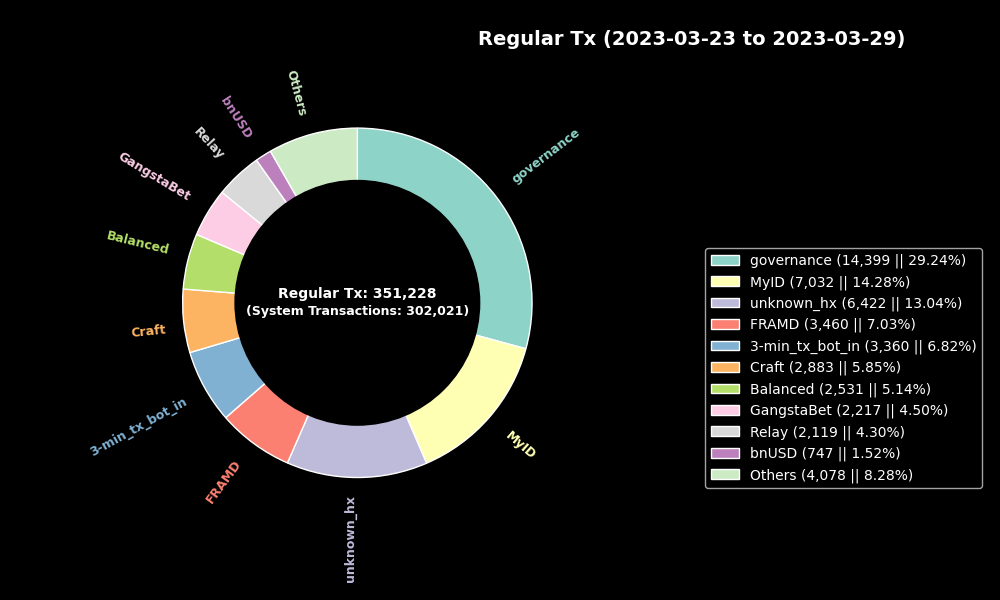 Regular Tx (2023-03-23 to 2023-03-29)
Others
bnUSD
Relay
governance
GangstaBet
Balanced
Craft
Regular Tx: 351,228
(System Transactions: 302,021)
3-min_tx_bot_in
FRAMD
unknown_hx
MyID
governance (14,399 || 29.24%)
MyID (7,032 || 14.28%)
unknown_hx (6,422 || 13.04%)
FRAMD (3,460 || 7.03%)
3-min_tx_bot_in (3,360 || 6.82%)
Craft (2,883 || 5.85%)
Balanced (2,531 || 5.14%)
GangstaBet (2,217 || 4.50%)
Relay (2,119 || 4.30%)
bnUSD (747 || 1.52%)
Others (4,078 || 8.28%)